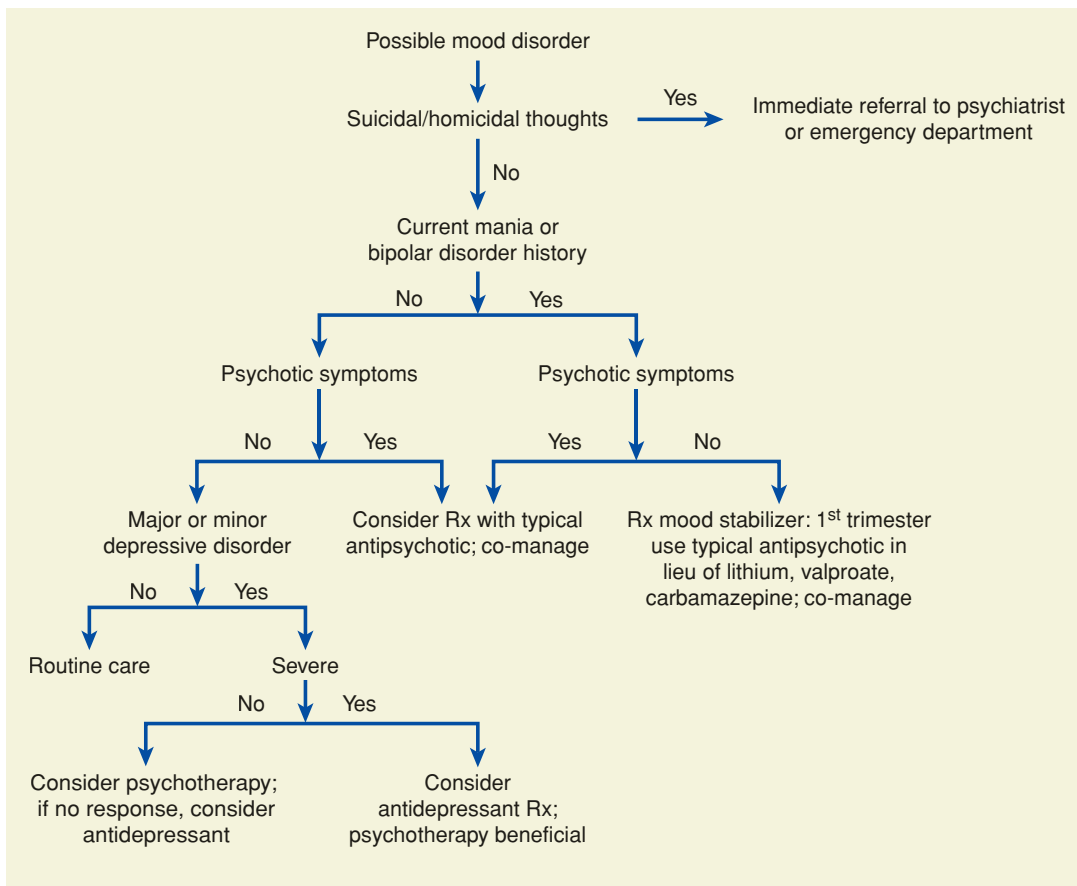 Possible mood disorder
Suicidal/homicidal thoughts
Yes
Immediate referral to psychiatrist
or emergency department
No
Current mania or
bipolar disorder history
No
Yes
Psychotic symptoms
Psychotic symptoms
No
Yes
Yes
No
Major or minor
depressive disorder
Consider Rx with typical
antipsychotic; co-manage
Rx mood stabilizer: 1st trimester
use typical antipsychotic in
lieu of lithium, valproate,
carbamazepine; co-manage
No
Yes
Routine care
Severe
No
Yes
Consider psychotherapy;
if no response, consider
antidepressant
Consider
antidepressant Rx;
psychotherapy beneficial